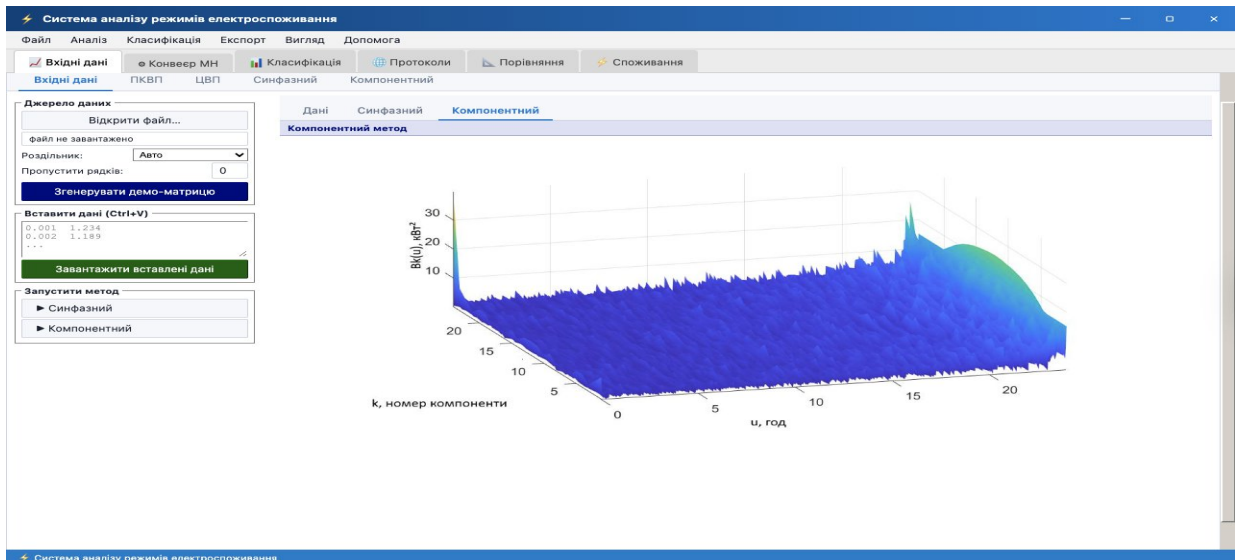 Система аналізу режимів електроспоживання
Файл Аналіз Класифікація Експорт Вигляд Допомога
Вхідні дані Конвеєр МН Класифікація Протоколи Порівняння Споживання
Вхідні дані ПКВП ЦВП Синфазний Компонентний
Джерело даних
Відкрити файл...
файл не завантажено
Роздільник: Авто
Пропустити рядків: 0
Згенерувати демо-матрицю
Вставити дані (Ctrl+V)
0.001 1.234
0.002 1.189
...
Завантажити вставлені дані
Запустити метод
► Синфазний
► Компонентний
Дані Синфазний Компонентний
Компонентний метод
Bk(u), кВт²
30
20
10
20
15
10
5
k, номер компоненти
0
5
10
15
20
u, год
Система аналізу режимів електроспоживання